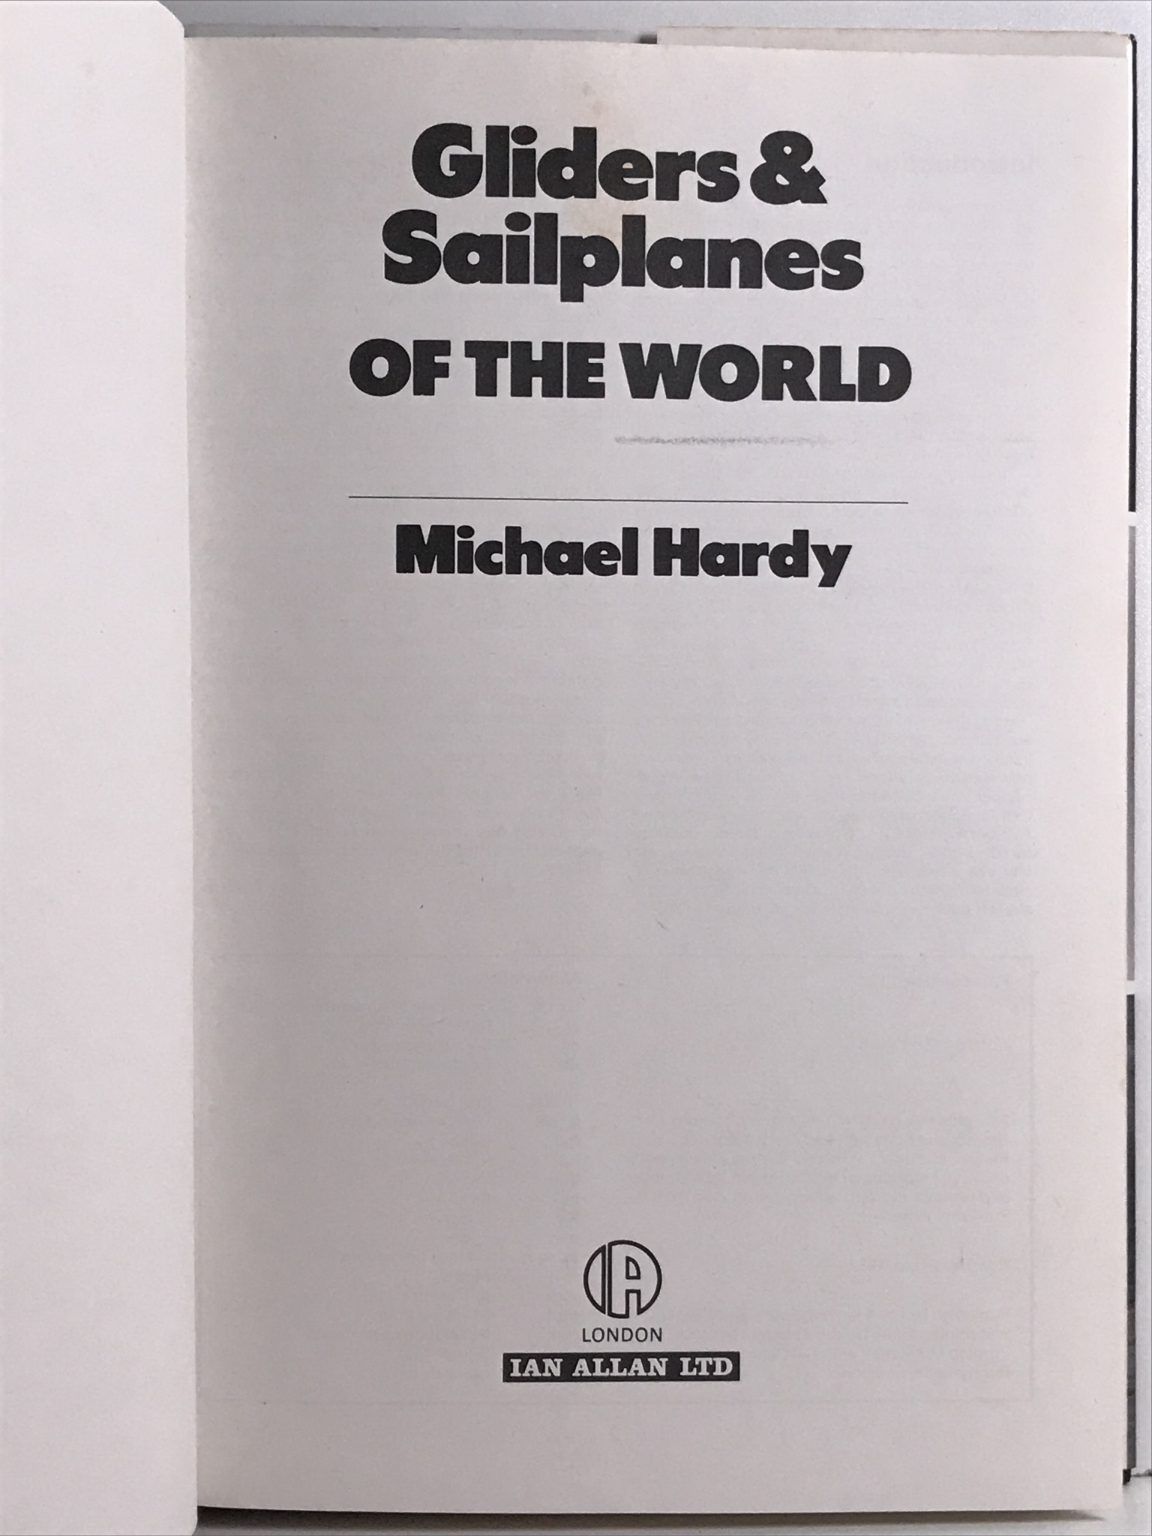 Gliders &
Sailplanes
OF THE WORLD
Michael Hardy
IA
LONDON
IAN ALLAN LTD